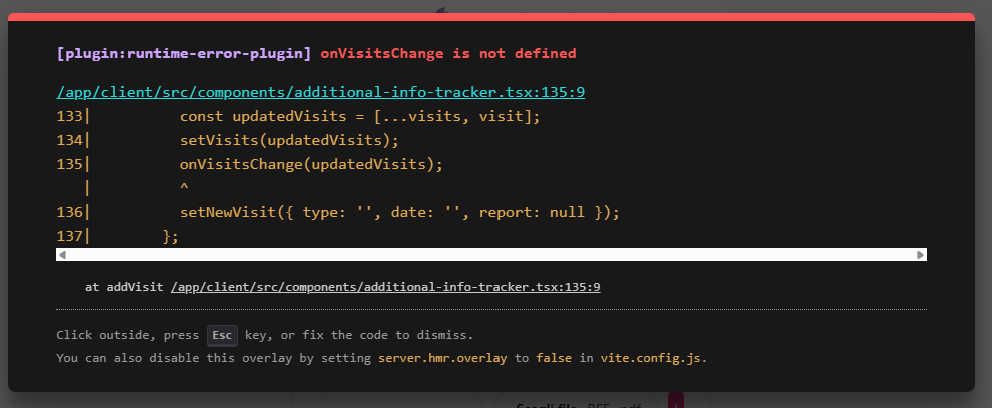 [plugin:runtime-error-plugin] onVisitsChange is not defined
/app/client/src/components/additional-info-tracker.tsx:135:9
133|          const updatedVisits = [...visits, visit];
134|          setVisits(updatedVisits);
135|          onVisitsChange(updatedVisits);
   |          ^
136|          setNewVisit({ type: '', date: '', report: null });
137|        };
at addVisit /app/client/src/components/additional-info-tracker.tsx:135:9
Click outside, press Esc key, or fix the code to dismiss.
You can also disable this overlay by setting server.hmr.overlay to false in vite.config.js.
Scegli file